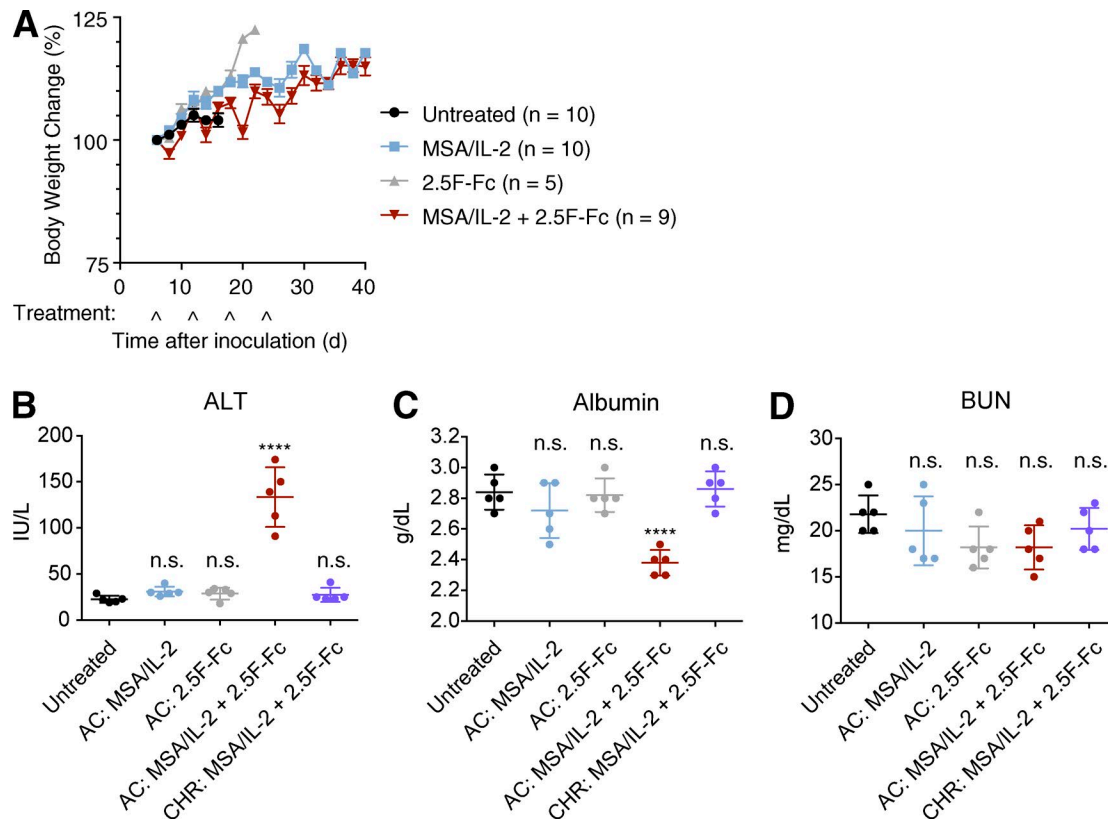 A
Body Weight Change (%)
125
100
75
0 10 20 30 40
Treatment: ^ ^ ^ ^
Time after inoculation (d)
Untreated (n = 10)
MSA/IL-2 (n = 10)
2.5F-Fc (n = 5)
MSA/IL-2 + 2.5F-Fc (n = 9)
B
ALT
IU/L
200
150
100
50
0
n.s.
n.s.
****
n.s.
Untreated
AC: MSA/IL-2
AC: 2.5F-Fc
AC: MSA/IL-2 + 2.5F-Fc
CHR: MSA/IL-2 + 2.5F-Fc
C
Albumin
g/dL
3.2
3.0
2.8
2.6
2.4
2.2
2.0
n.s.
n.s.
****
n.s.
Untreated
AC: MSA/IL-2
AC: 2.5F-Fc
AC: MSA/IL-2 + 2.5F-Fc
CHR: MSA/IL-2 + 2.5F-Fc
D
BUN
mg/dL
30
25
20
15
10
n.s.
n.s.
n.s.
n.s.
Untreated
AC: MSA/IL-2
AC: 2.5F-Fc
AC: MSA/IL-2 + 2.5F-Fc
CHR: MSA/IL-2 + 2.5F-Fc